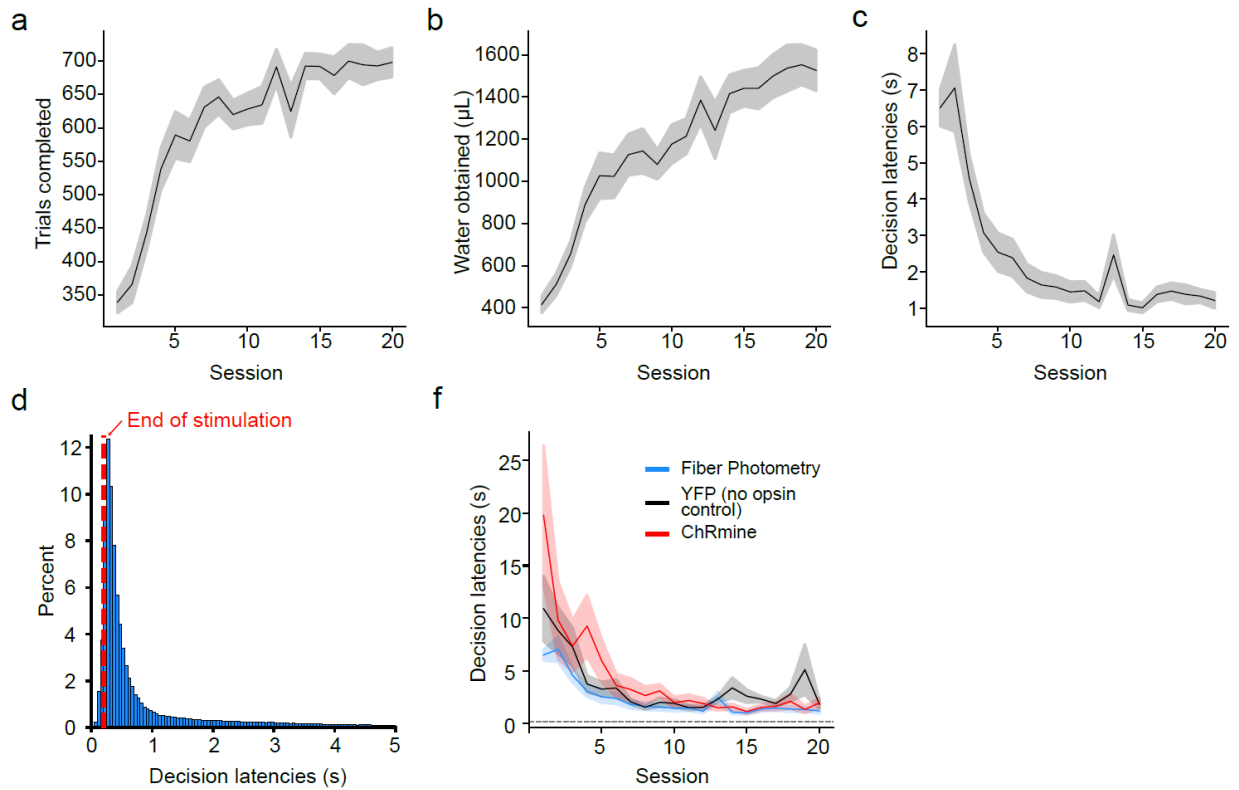 a
700
650
600
550
500
450
400
350
Trials completed
5
10
15
20
Session
b
1600
1400
1200
1000
800
600
400
Water obtained (µL)
5
10
15
20
Session
c
8
7
6
5
4
3
2
1
Decision latencies (s)
5
10
15
20
Session
d
End of stimulation
12
10
8
6
4
2
0
Percent
0
1
2
3
4
5
Decision latencies (s)
f
25
20
15
10
5
0
Decision latencies (s)
Fiber Photometry
YFP (no opsin
control)
ChRmine
5
10
15
20
Session